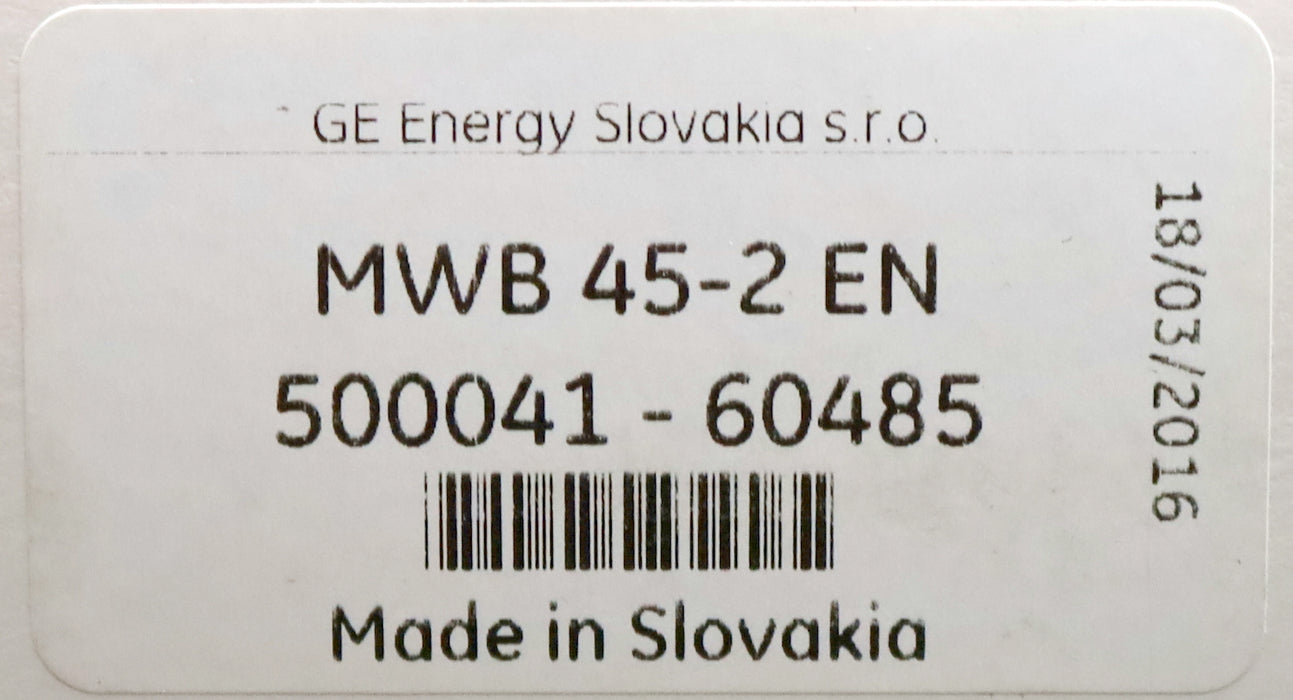 GE Energy Slovakia s.r.o.
MWB 45-2 EN
500041 - 60485
Made in Slovakia
18/03/2016